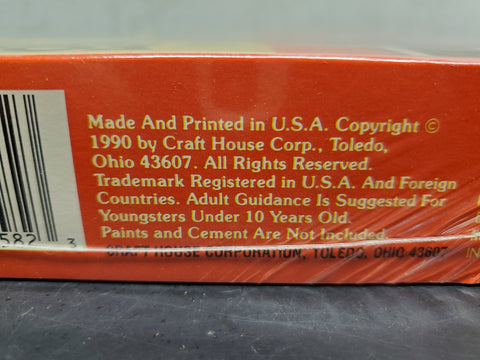 Made And Printed in U.S.A. Copyright ©
1990 by Craft House Corp., Toledo,
Ohio 43607. All Rights Reserved.
Trademark Registered in U.S.A. And Foreign
Countries. Adult Guidance Is Suggested For
Youngsters Under 10 Years Old.
Paints and Cement Are Not Included.
582 3
CRAFT HOUSE CORPORATION, TOLEDO, OHIO 43607